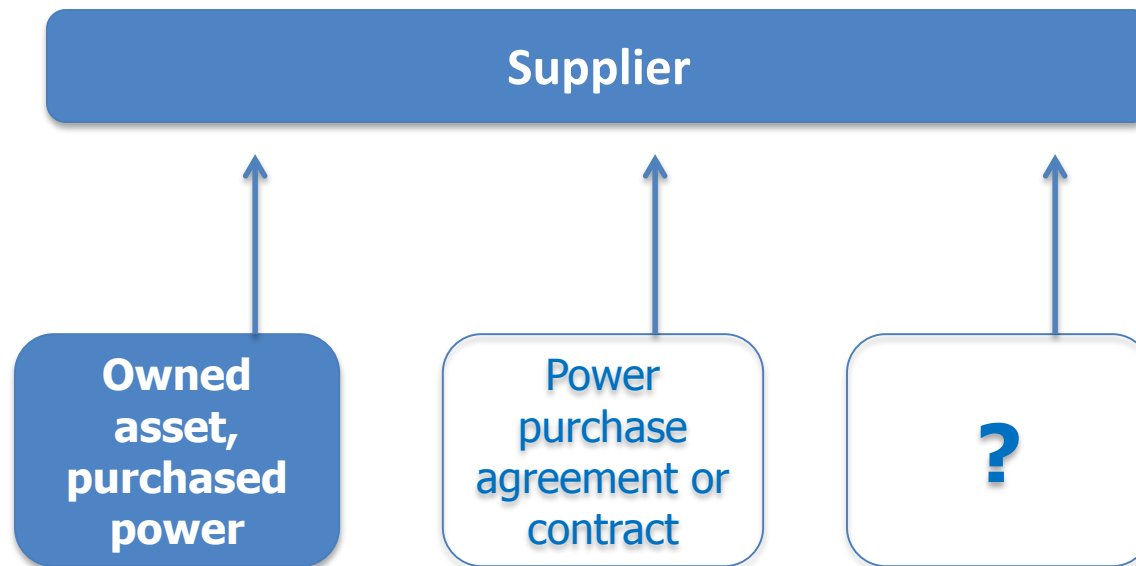 Supplier
Owned
asset,
purchased
power
Power
purchase
agreement or
contract
?